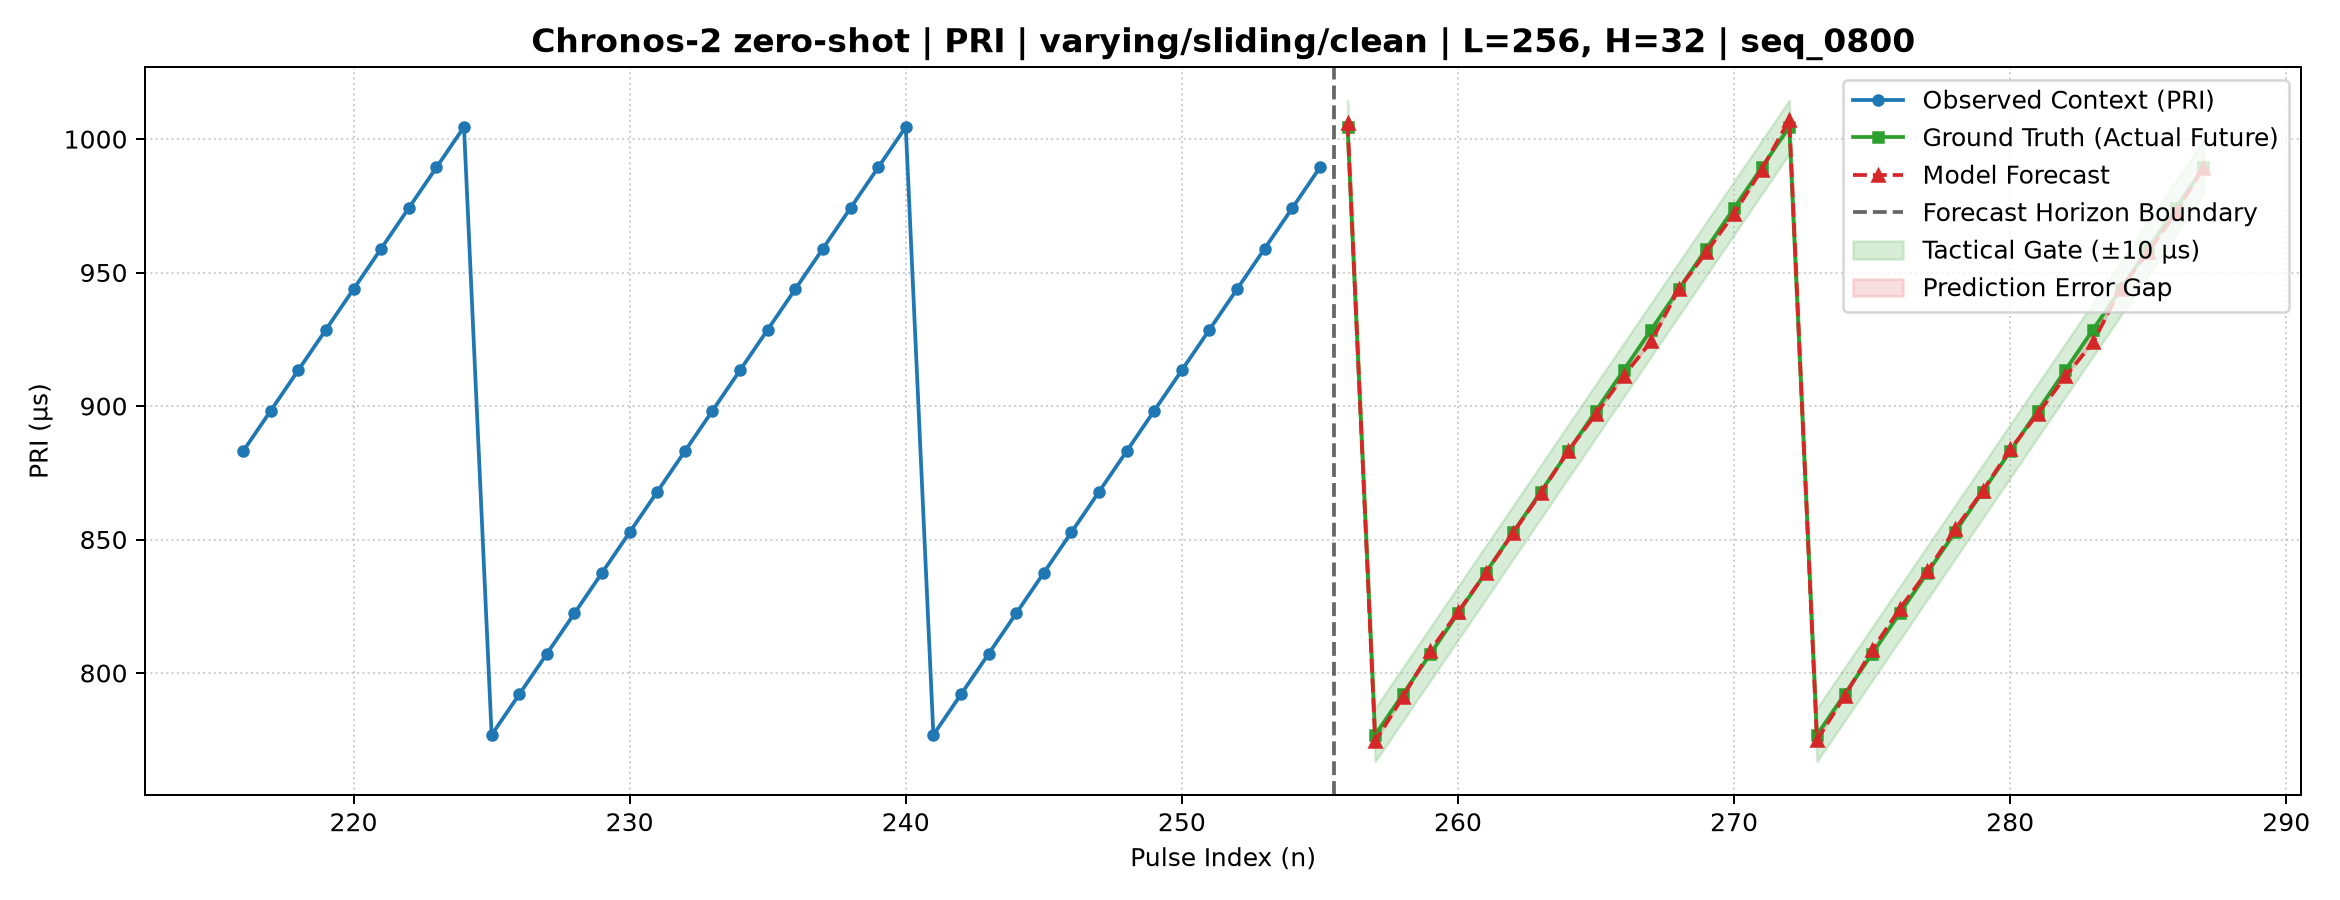 Chronos-2 zero-shot | PRI | varying/sliding/clean | L=256, H=32 | seq_0800
1000
950
900
850
800
PRI (µs)
Observed Context (PRI)
Ground Truth (Actual Future)
Model Forecast
Forecast Horizon Boundary
Tactical Gate (±10 µs)
Prediction Error Gap
220 230 240 250 260 270 280 290
Pulse Index (n)